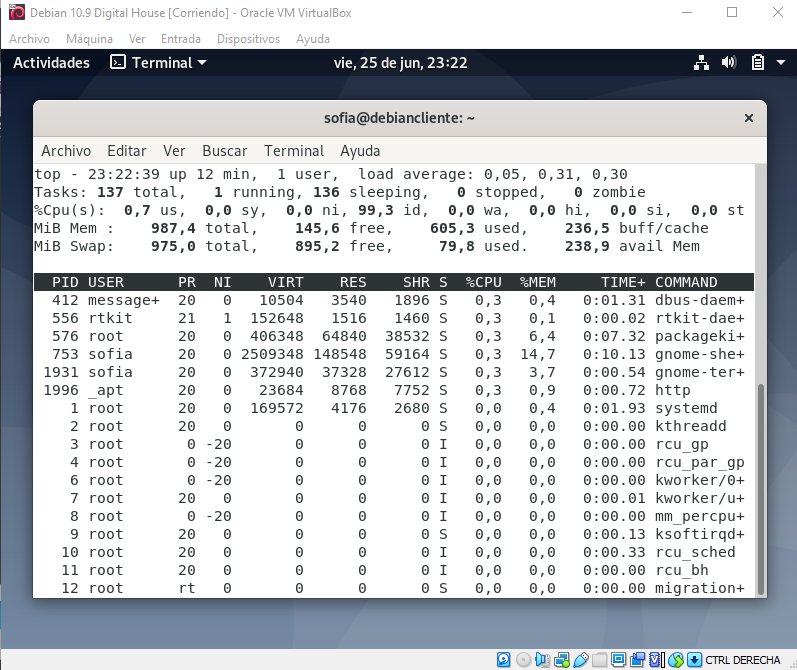 Debian 10.9 Digital House [Corriendo] - Oracle VM VirtualBox
Archivo Máquina Ver Entrada Dispositivos Ayuda
Actividades Terminal vie, 25 de jun, 23:22
sofia@debiancliente: ~
Archivo Editar Ver Buscar Terminal Ayuda
top - 23:22:39 up 12 min,  1 user,  load average: 0,05, 0,31, 0,30
Tasks: 137 total,   1 running, 136 sleeping,   0 stopped,   0 zombie
%Cpu(s):  0,7 us,  0,0 sy,  0,0 ni, 99,3 id,  0,0 wa,  0,0 hi,  0,0 si,  0,0 st
MiB Mem :    987,4 total,    145,6 free,    605,3 used,    236,5 buff/cache
MiB Swap:    975,0 total,    895,2 free,     79,8 used.    238,9 avail Mem
PID USER      PR  NI    VIRT    RES    SHR S  %CPU  %MEM     TIME+ COMMAND
412 message+  20   0   10504   3540   1896 S   0,3   0,4   0:01.31 dbus-daem+
556 rtkit     21   1  152648   1516   1460 S   0,3   0,1   0:00.02 rtkit-dae+
576 root      20   0  406348  64840  38532 S   0,3   6,4   0:07.32 packageki+
753 sofia     20   0 2509348 148548  59164 S   0,3  14,7   0:10.13 gnome-she+
1931 sofia     20   0  372940  37328  27612 S   0,3   3,7   0:00.54 gnome-ter+
1996 _apt      20   0   23684   8768   7752 S   0,3   0,9   0:00.72 http
1 root      20   0  169572   4176   2680 S   0,0   0,4   0:01.93 systemd
2 root      20   0       0      0      0 S   0,0   0,0   0:00.00 kthreadd
3 root       0 -20       0      0      0 I   0,0   0,0   0:00.00 rcu_gp
4 root       0 -20       0      0      0 I   0,0   0,0   0:00.00 rcu_par_gp
6 root       0 -20       0      0      0 I   0,0   0,0   0:00.00 kworker/0+
7 root      20   0       0      0      0 I   0,0   0,0   0:00.01 kworker/u+
8 root       0 -20       0      0      0 I   0,0   0,0   0:00.00 mm_percpu+
9 root      20   0       0      0      0 S   0,0   0,0   0:00.13 ksoftirqd+
10 root      20   0       0      0      0 I   0,0   0,0   0:00.33 rcu_sched
11 root      20   0       0      0      0 I   0,0   0,0   0:00.00 rcu_bh
12 root      rt   0       0      0      0 S   0,0   0,0   0:00.00 migration+
CTRL DERECHA